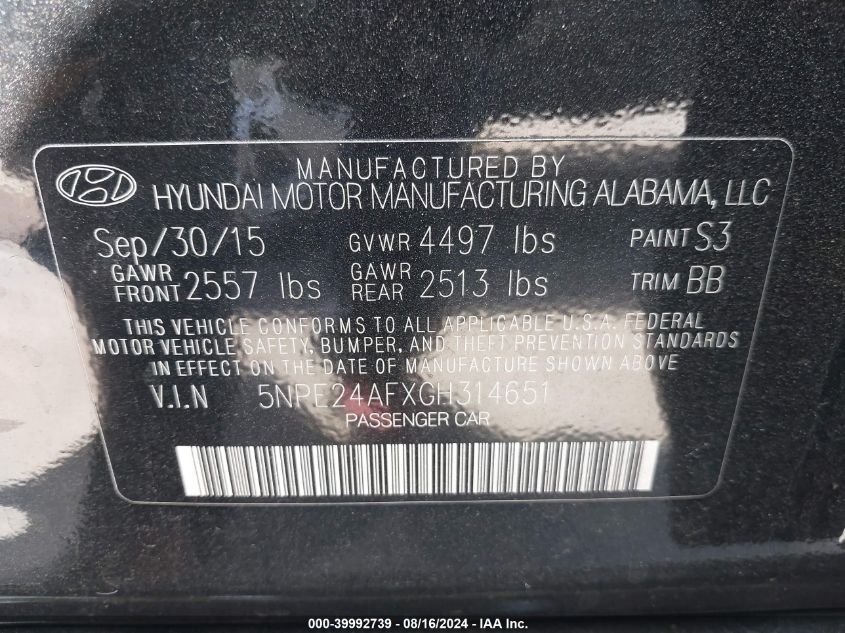 MANUFACTURED BY
HYUNDAI MOTOR MANUFACTURING ALABAMA, LLC
Sep/30/15 GVWR 4497 lbs PAINT S3
GAWR FRONT 2557 lbs GAWR REAR 2513 lbs TRIM BB
THIS VEHICLE CONFORMS TO ALL APPLICABLE U.S.A. FEDERAL
MOTOR VEHICLE SAFETY, BUMPER, AND THEFT PREVENTION STANDARDS
IN EFFECT ON THE DATE OF MANUFACTURE SHOWN ABOVE
V.I.N 5NPE24AFXGH314651
PASSENGER CAR
000-39992739 - 08/16/2024 - IAA Inc.